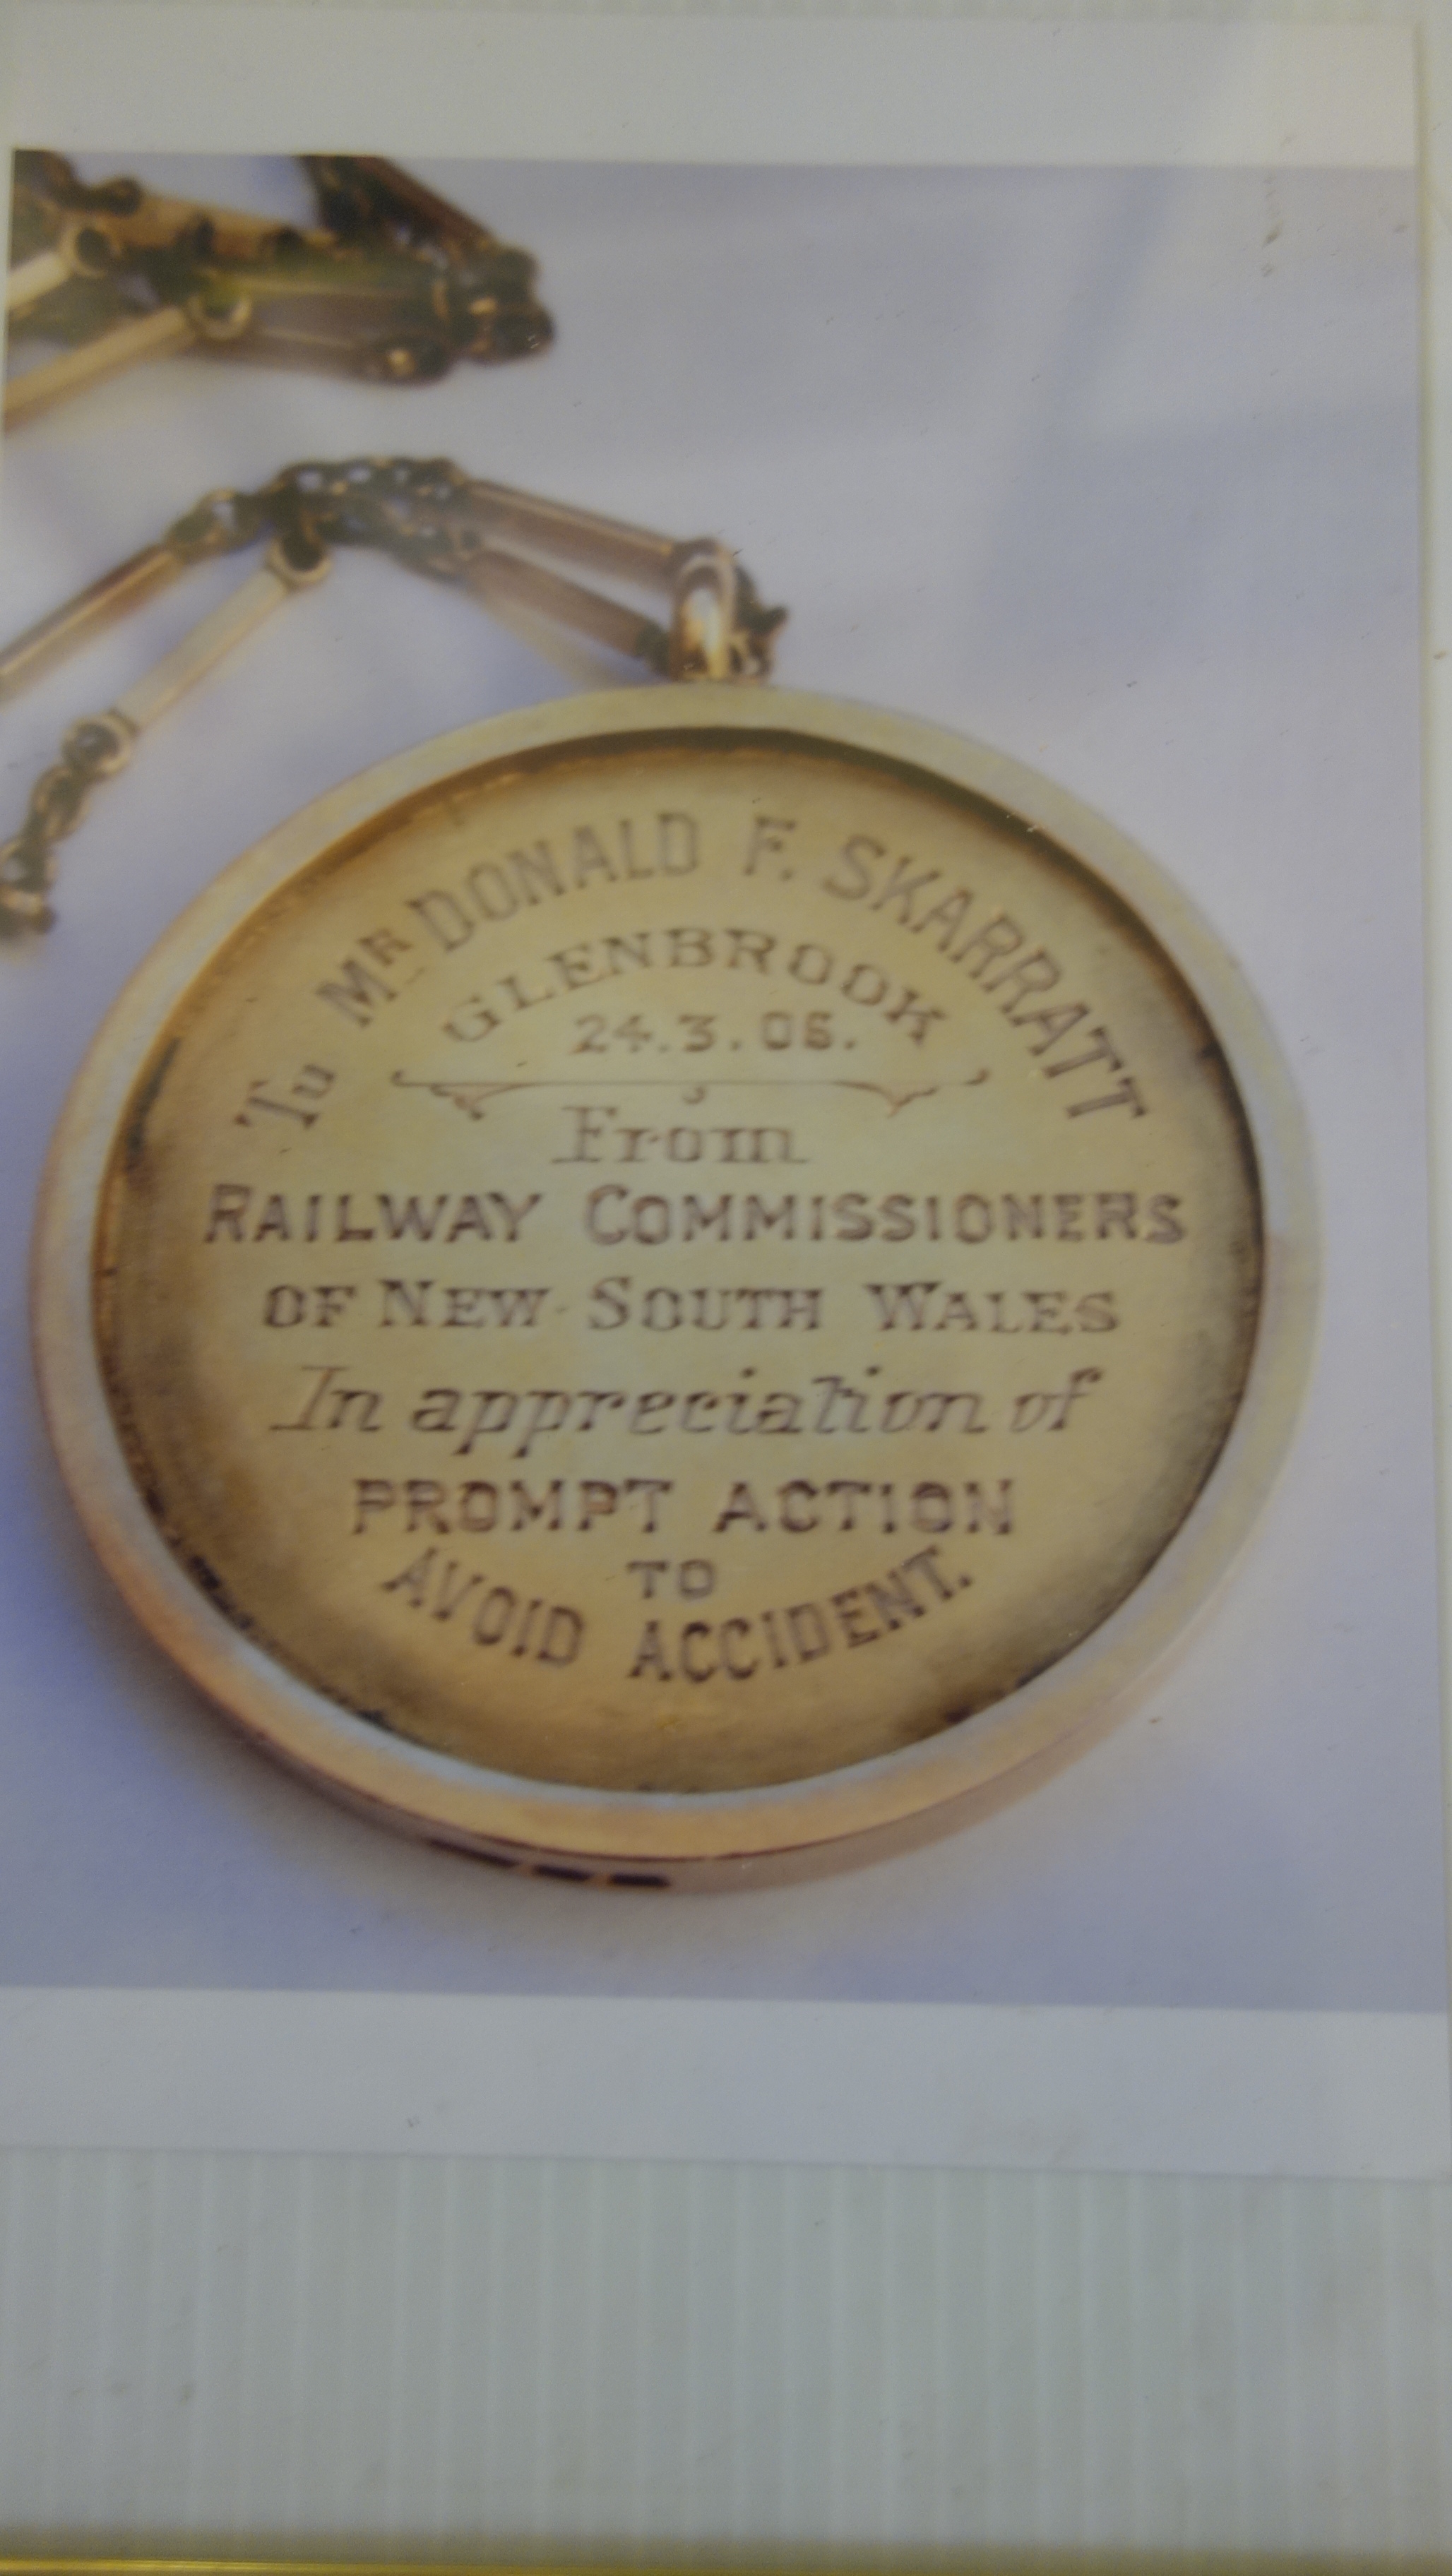 To MR DONALD F. SKARRATT
GLENBROOK
24.3.06.
From
RAILWAY COMMISSIONERS
OF NEW SOUTH WALES
In appreciation of
PROMPT ACTION
TO
AVOID ACCIDENT.